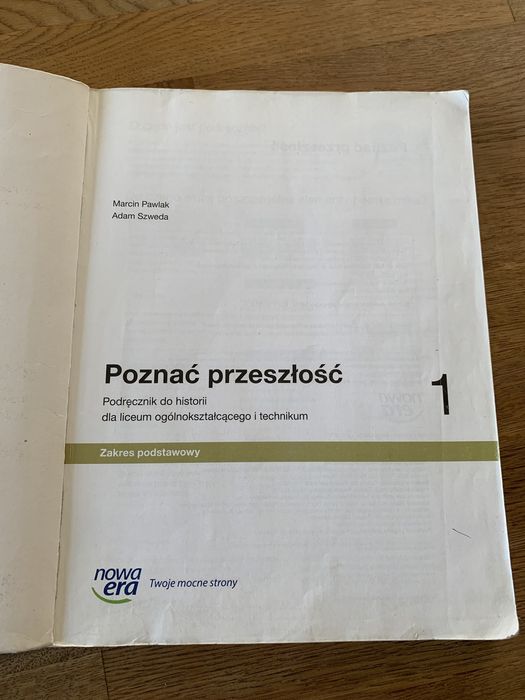 Marcin Pawlak
Adam Szweda
Poznać przeszłość 1
Podręcznik do historii
dla liceum ogólnokształcącego i technikum
Zakres podstawowy
nowa
era
Twoje mocne strony